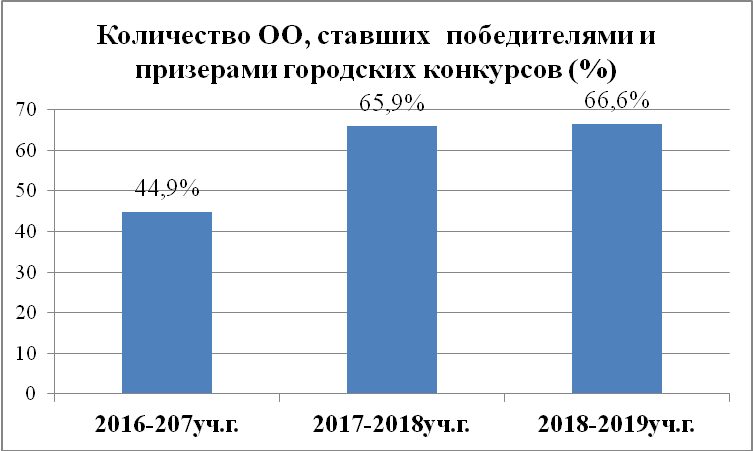 Количество ОО, ставших  победителями и
призерами городских конкурсов (%)
70
60
50
40
30
20
10
0
44,9%
65,9%
66,6%
2016-207уч.г.
2017-2018уч.г.
2018-2019уч.г.